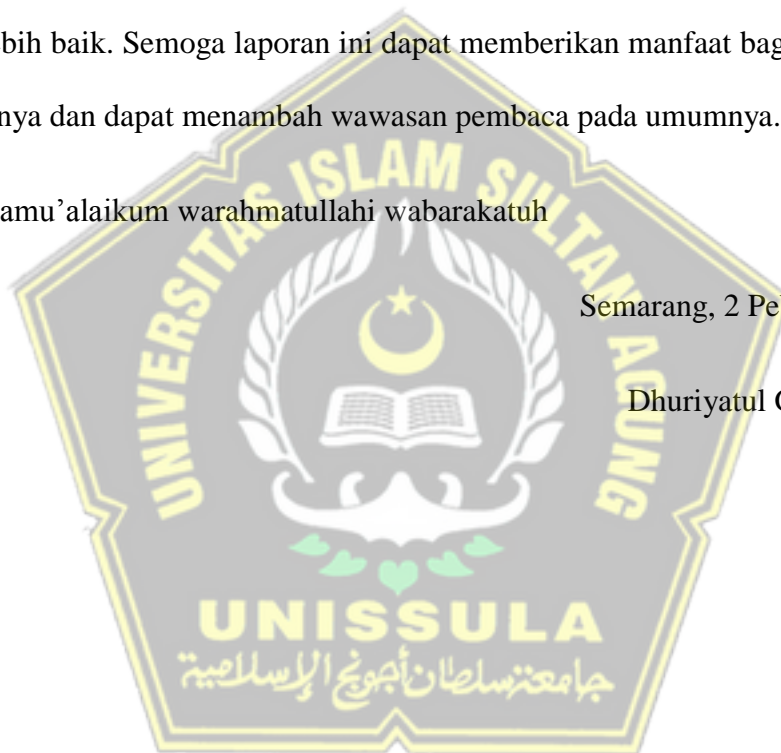 bih baik. Semoga laporan ini dapat memberikan manfaat bag
nya dan dapat menambah wawasan pembaca pada umumnya.
amu’alaikum warahmatullahi wabarakatuh
Semarang, 2 Pe
Dhuriyatul
UNIVERSITAS ISLAM SULTAN AGUNG
UNISSULA
جامعة سلطان أجونج الإسلامية